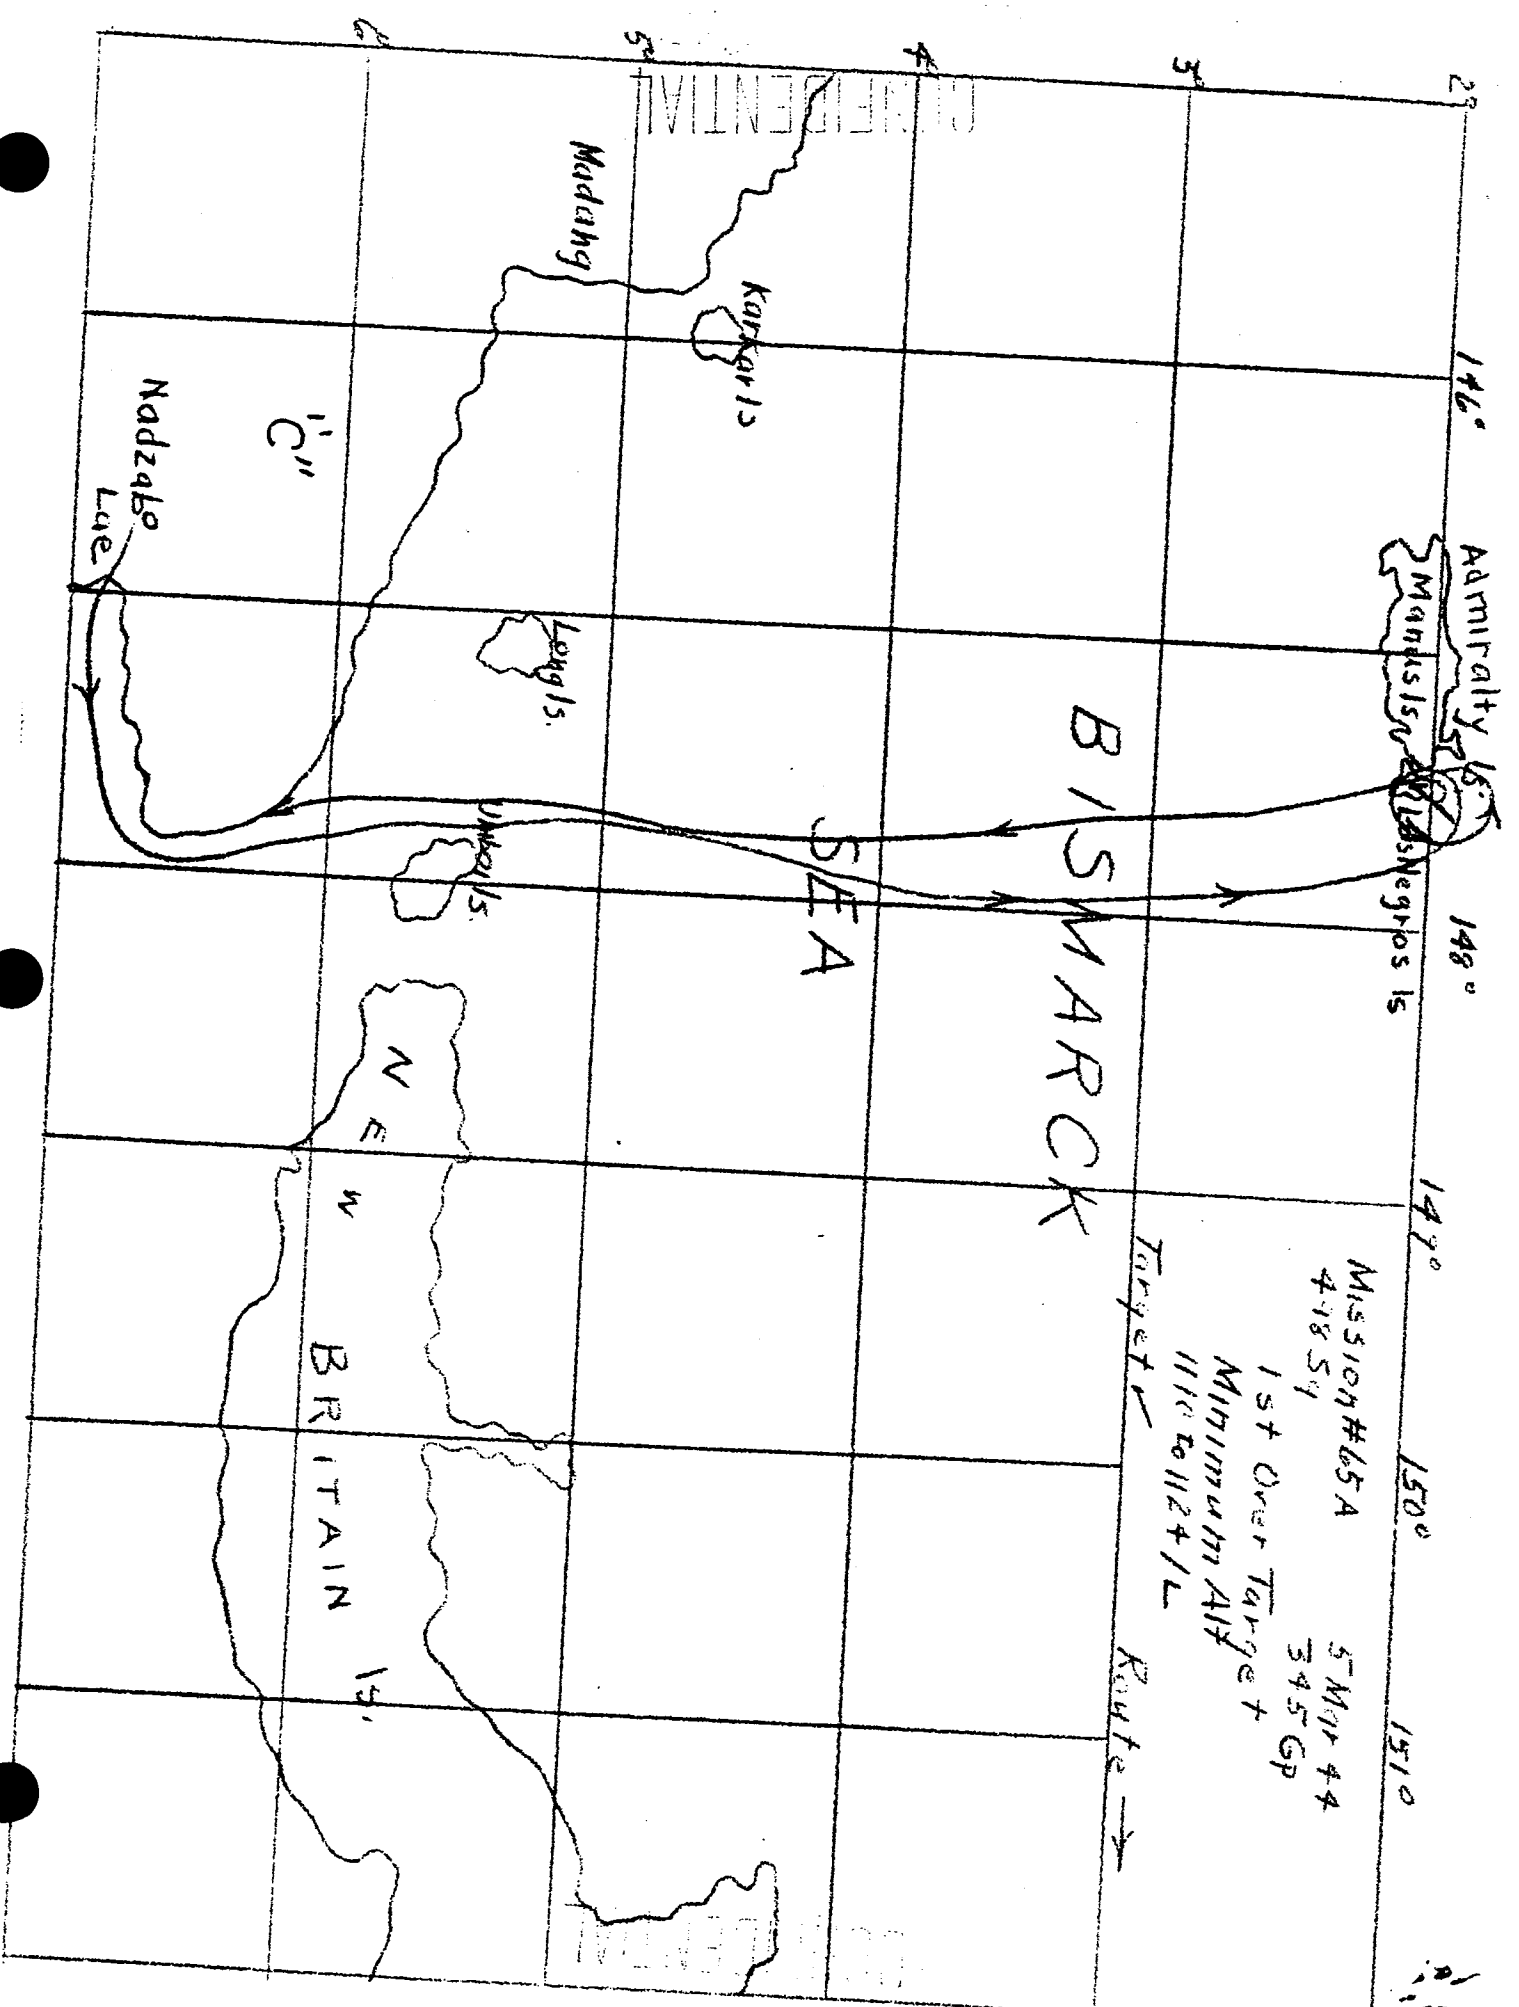 146°
148°
149°
150°
151°
2°
3°
4°
5°
6°
Admiralty Is.
Manus Is
Los Negros Is
Mission #65A 5 Mar 44
498 Sq 345 Gp
1st Over Target
Minimum Alt
1110 to 1124/L
Target
Route →
BISMARCK
SEA
Karkar Is
Madang
Long Is.
Umboi Is.
"C"
Nadzab
Lae
NEW BRITAIN Is.
CONFIDENTIAL
CONFIDENTIAL